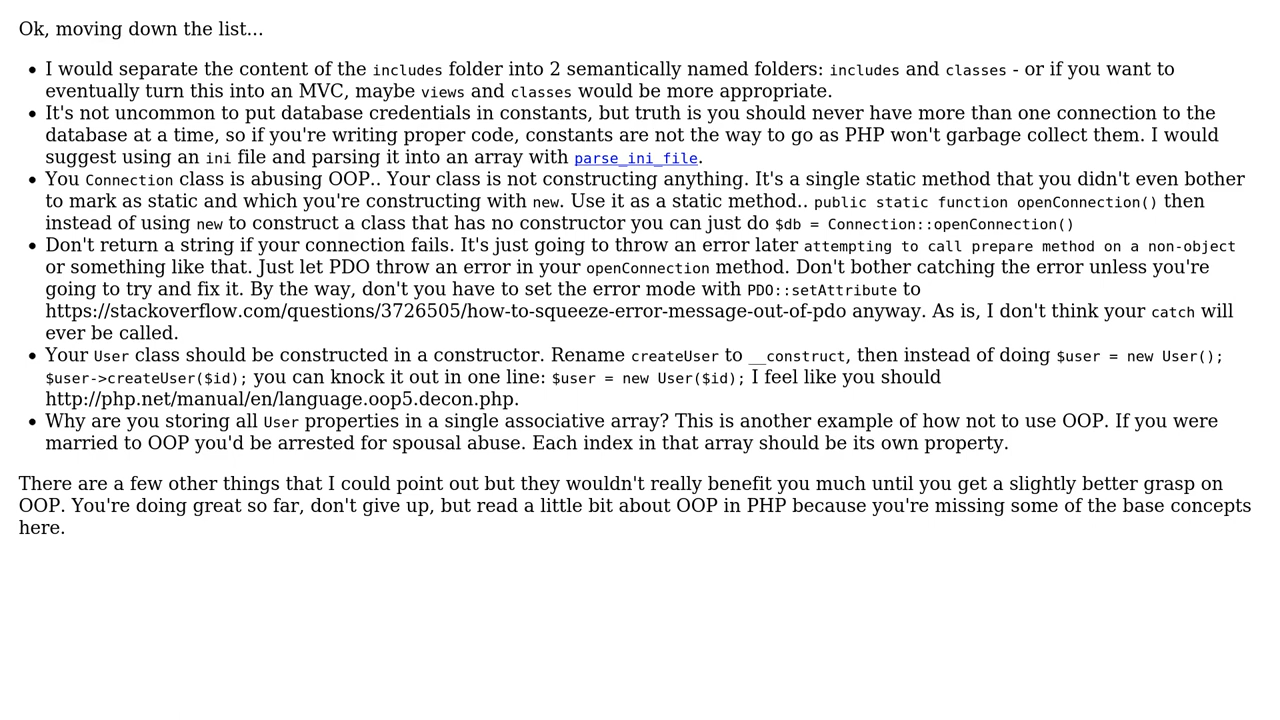 Ok, moving down the list...
• I would separate the content of the includes folder into 2 semantically named folders: includes and classes - or if you want to
eventually turn this into an MVC, maybe views and classes would be more appropriate.
• It's not uncommon to put database credentials in constants, but truth is you should never have more than one connection to the
database at a time, so if you're writing proper code, constants are not the way to go as PHP won't garbage collect them. I would
suggest using an ini file and parsing it into an array with parse_ini_file.
• You Connection class is abusing OOP.. Your class is not constructing anything. It's a single static method that you didn't even bother
to mark as static and which you're constructing with new. Use it as a static method.. public static function openConnection() then
instead of using new to construct a class that has no constructor you can just do $db = Connection::openConnection()
• Don't return a string if your connection fails. It's just going to throw an error later attempting to call prepare method on a non-object
or something like that. Just let PDO throw an error in your openConnection method. Don't bother catching the error unless you're
going to try and fix it. By the way, don't you have to set the error mode with PDO::setAttribute to
https://stackoverflow.com/questions/3726505/how-to-squeeze-error-message-out-of-pdo anyway. As is, I don't think your catch will
ever be called.
• Your User class should be constructed in a constructor. Rename createUser to __construct, then instead of doing $user = new User();
$user->createUser($id); you can knock it out in one line: $user = new User($id); I feel like you should
http://php.net/manual/en/language.oop5.decon.php.
• Why are you storing all User properties in a single associative array? This is another example of how not to use OOP. If you were
married to OOP you'd be arrested for spousal abuse. Each index in that array should be its own property.
There are a few other things that I could point out but they wouldn't really benefit you much until you get a slightly better grasp on
OOP. You're doing great so far, don't give up, but read a little bit about OOP in PHP because you're missing some of the base concepts
here.